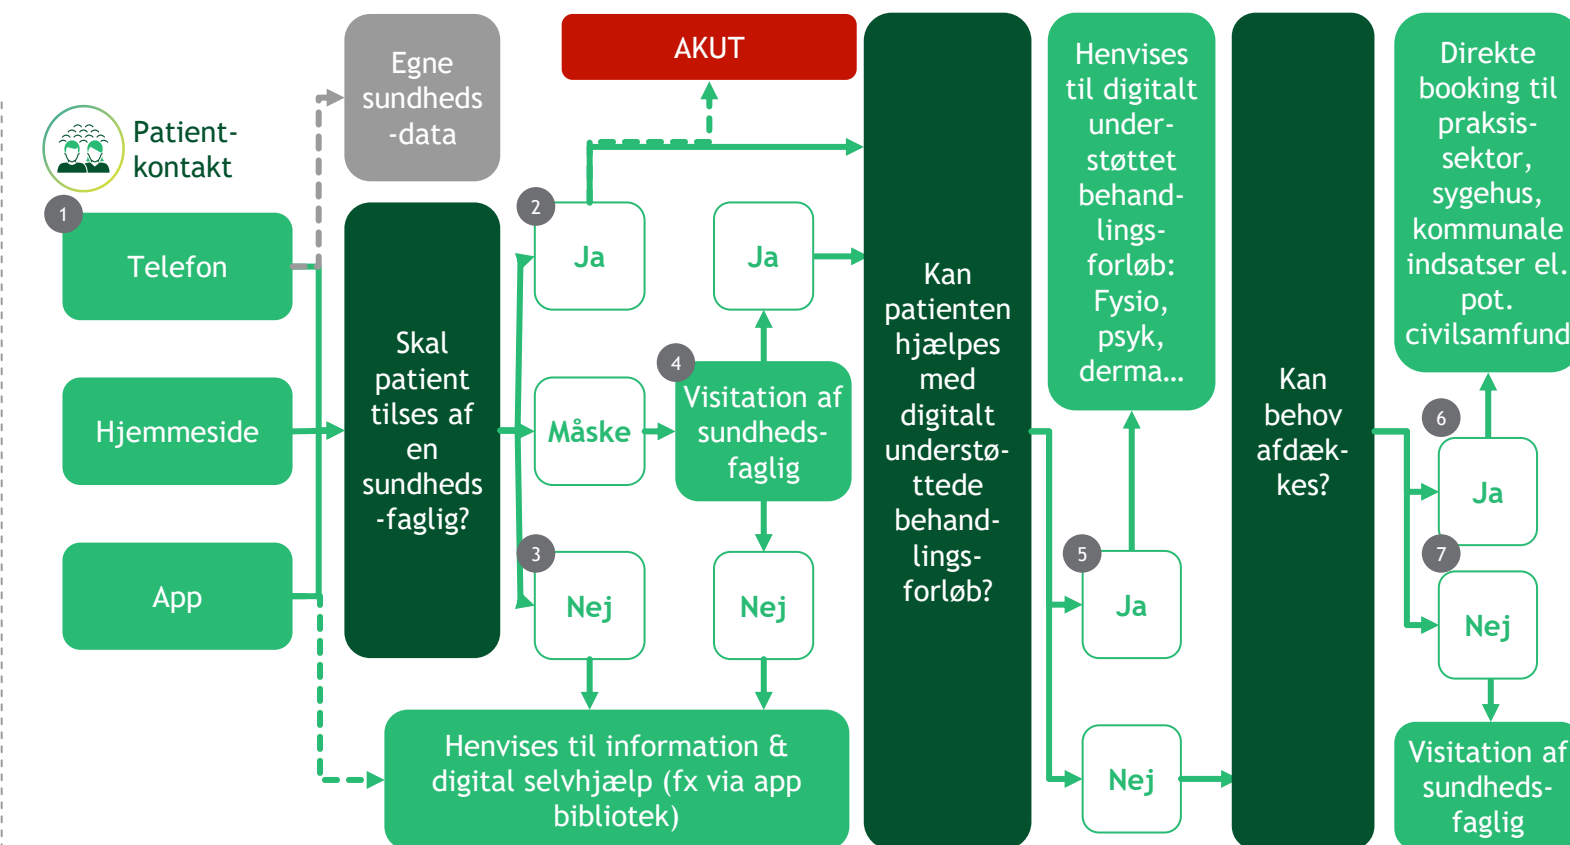 Patient-
kontakt
1
Telefon
Hjemmeside
App
Egne
sundheds
-data
Skal
patient
tilses af
en
sundheds
-faglig?
AKUT
2
Ja
Måske
3
Nej
Ja
4
Visitation af
sundheds-
faglig
Nej
Henvises til information &
digital selvhjælp (fx via app
bibliotek)
Kan
patienten
hjælpes
med
digitalt
understø-
ttede
behand-
lings-
forløb?
Henvises
til digitalt
under-
støttet
behand-
lings-
forløb:
Fysio,
psyk,
derma…
5
Ja
Nej
Kan
behov
afdæk-
kes?
Direkte
booking til
praksis-
sektor,
sygehus,
kommunale
indsatser el.
pot.
civilsamfund
6
Ja
7
Nej
Visitation af
sundheds-
faglig